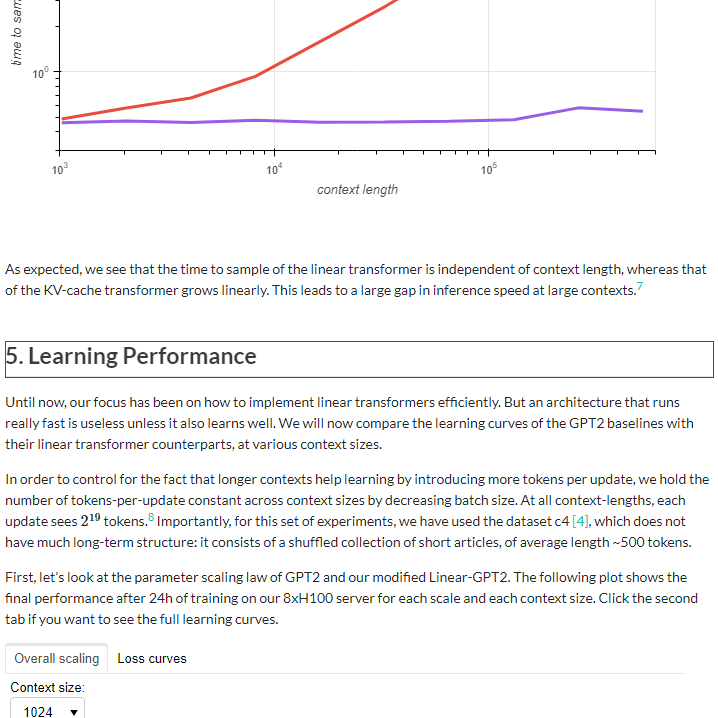 time to sam
10⁰
10³ 10⁴ 10⁵
context length
As expected, we see that the time to sample of the linear transformer is independent of context length, whereas that
of the KV-cache transformer grows linearly. This leads to a large gap in inference speed at large contexts.⁷
5. Learning Performance
Until now, our focus has been on how to implement linear transformers efficiently. But an architecture that runs
really fast is useless unless it also learns well. We will now compare the learning curves of the GPT2 baselines with
their linear transformer counterparts, at various context sizes.
In order to control for the fact that longer contexts help learning by introducing more tokens per update, we hold the
number of tokens-per-update constant across context sizes by decreasing batch size. At all context-lengths, each
update sees 2¹⁹ tokens.⁸ Importantly, for this set of experiments, we have used the dataset c4 [4], which does not
have much long-term structure: it consists of a shuffled collection of short articles, of average length ~500 tokens.
First, let's look at the parameter scaling law of GPT2 and our modified Linear-GPT2. The following plot shows the
final performance after 24h of training on our 8xH100 server for each scale and each context size. Click the second
tab if you want to see the full learning curves.
Overall scaling Loss curves
Context size:
1024